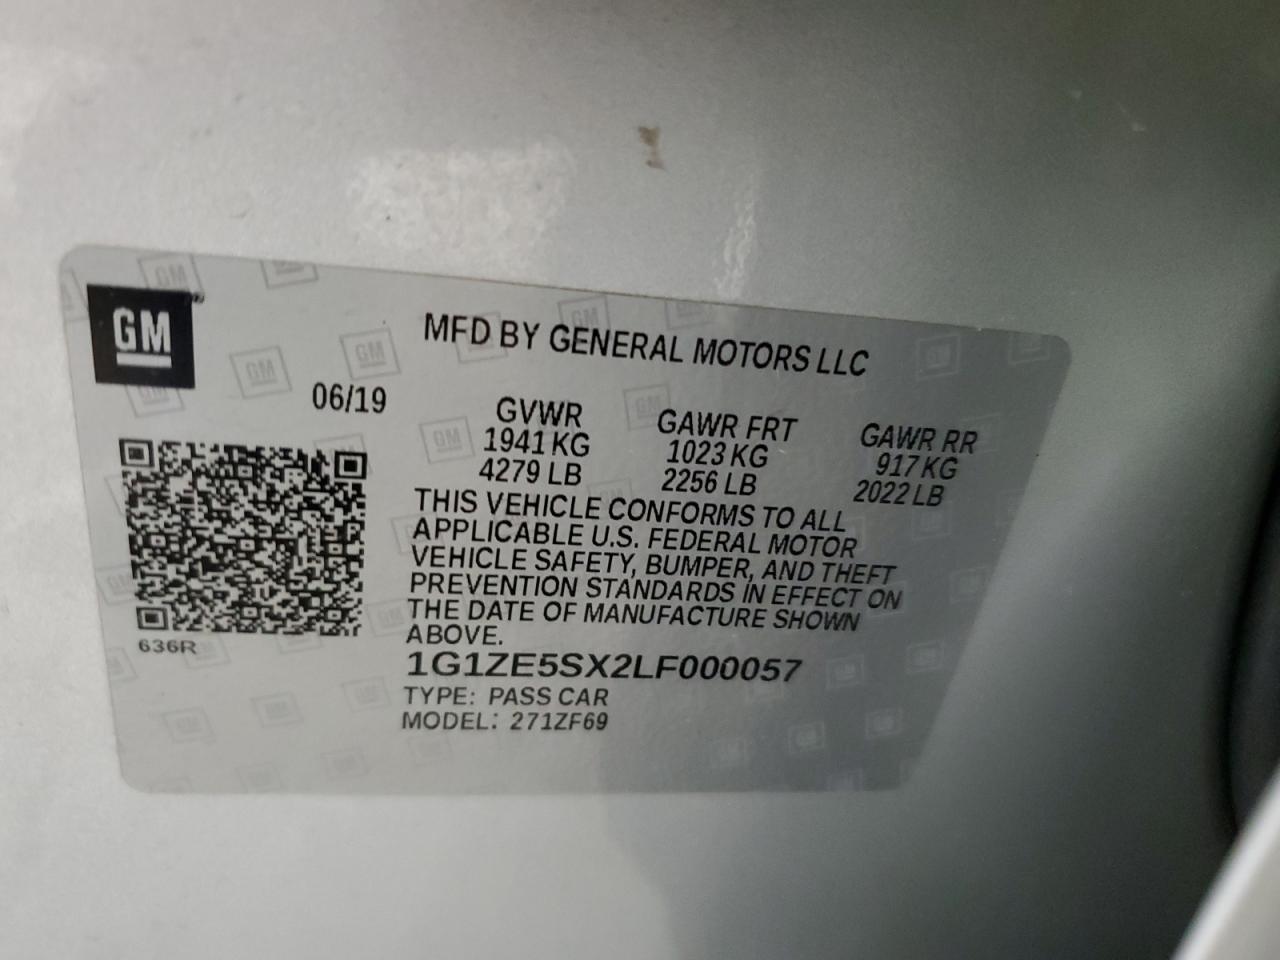 GM
MFD BY GENERAL MOTORS LLC
06/19
GVWR GAWR FRT GAWR RR
1941 KG 1023 KG 917 KG
4279 LB 2256 LB 2022 LB
THIS VEHICLE CONFORMS TO ALL
APPLICABLE U.S. FEDERAL MOTOR
VEHICLE SAFETY, BUMPER, AND THEFT
PREVENTION STANDARDS IN EFFECT ON
THE DATE OF MANUFACTURE SHOWN
ABOVE.
636R
1G1ZE5SX2LF000057
TYPE: PASS CAR
MODEL: 271ZF69